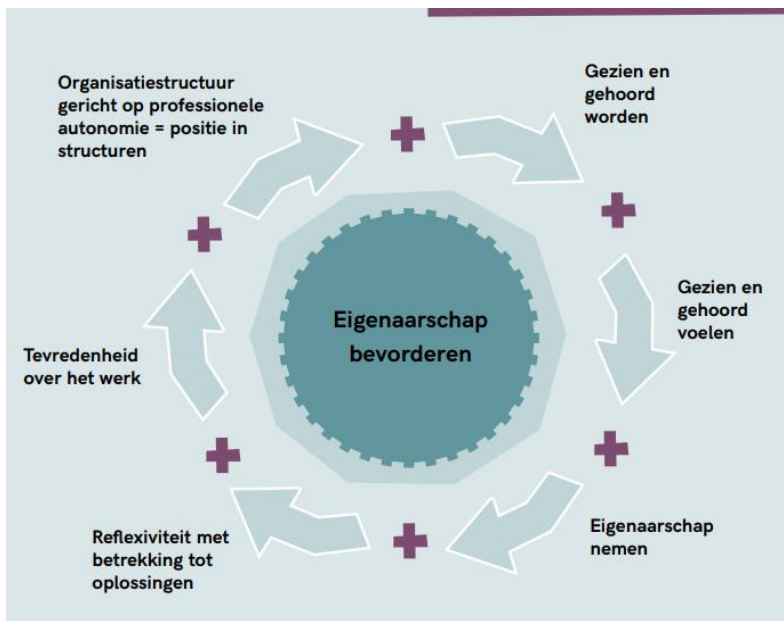 Organisatiestructuur
gericht op professionele
autonomie = positie in
structuren
Gezien en
gehoord
worden
Gezien en
gehoord
voelen
Eigenaarschap
nemen
Reflexiviteit met
betrekking tot
oplossingen
Tevredenheid
over het werk
Eigenaarschap
bevorderen